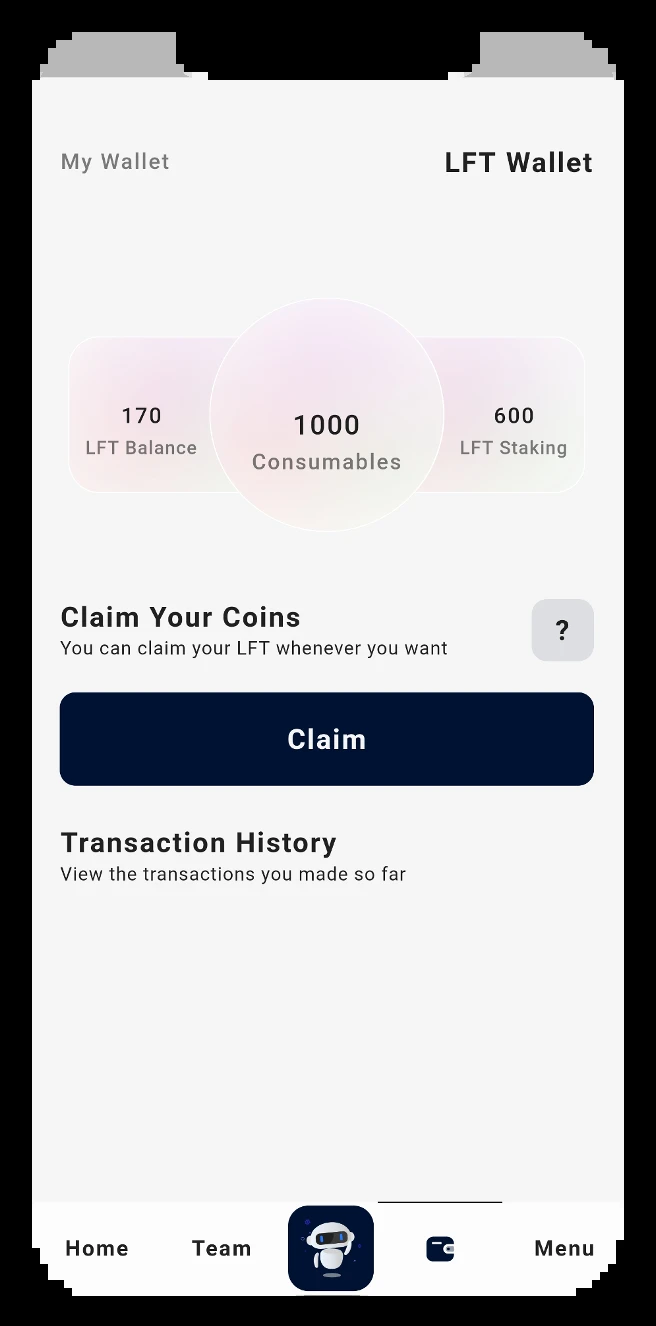 My Wallet
LFT Wallet
170
LFT Balance
1000
Consumables
600
LFT Staking
Claim Your Coins
You can claim your LFT whenever you want
?
Claim
Transaction History
View the transactions you made so far
Home
Team
Menu